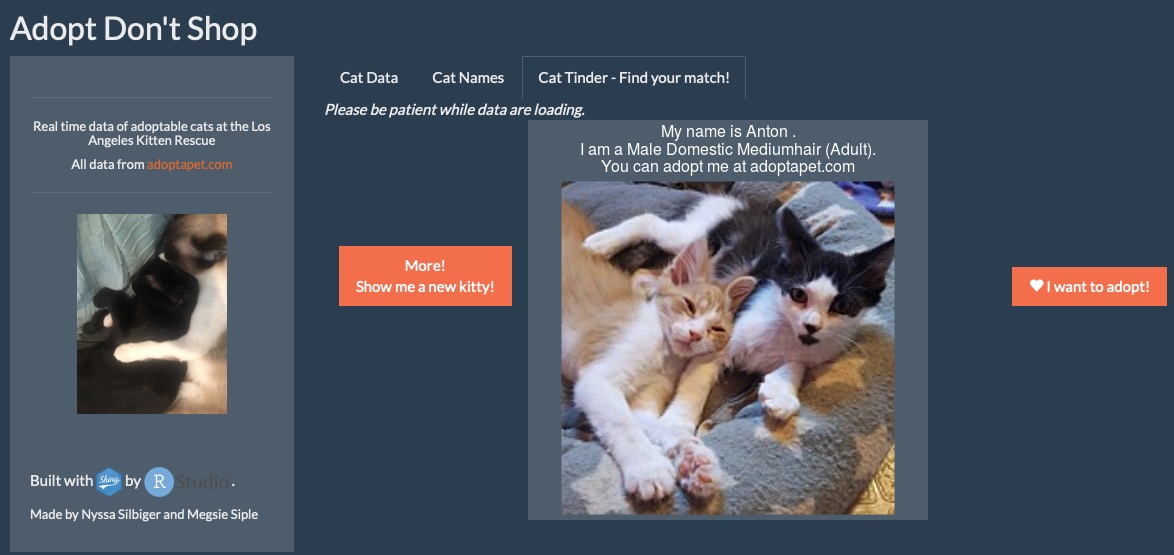 Adopt Don't Shop
Real time data of adoptable cats at the Los
Angeles Kitten Rescue
All data from adoptapet.com
Built with Shiny by R Studio .
Made by Nyssa Silbiger and Megsie Siple
Cat Data
Cat Names
Cat Tinder - Find your match!
Please be patient while data are loading.
More!
Show me a new kitty!
My name is Anton .
I am a Male Domestic Mediumhair (Adult).
You can adopt me at adoptapet.com
I want to adopt!